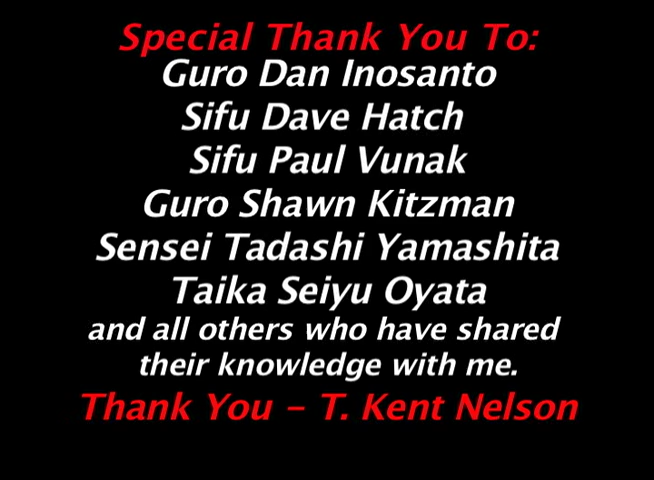 Special Thank You To:
Guro Dan Inosanto
Sifu Dave Hatch
Sifu Paul Vunak
Guro Shawn Kitzman
Sensei Tadashi Yamashita
Taika Seiyu Oyata
and all others who have shared
their knowledge with me.
Thank You - T. Kent Nelson